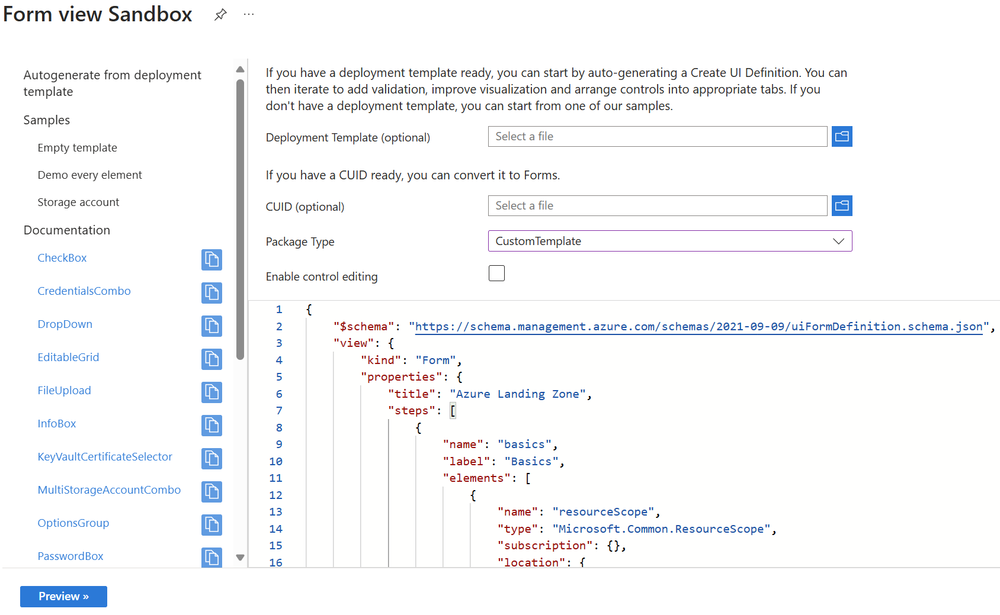 Form view Sandbox
Autogenerate from deployment
template
Samples
Empty template
Demo every element
Storage account
Documentation
CheckBox
CredentialsCombo
DropDown
EditableGrid
FileUpload
InfoBox
KeyVaultCertificateSelector
MultiStorageAccountCombo
OptionsGroup
PasswordBox
If you have a deployment template ready, you can start by auto-generating a Create UI Definition. You can
then iterate to add validation, improve visualization and arrange controls into appropriate tabs. If you
don't have a deployment template, you can start from one of our samples.
Deployment Template (optional)
Select a file
If you have a CUID ready, you can convert it to Forms.
CUID (optional)
Select a file
Package Type
CustomTemplate
Enable control editing
1 {
2 "$schema": "https://schema.management.azure.com/schemas/2021-09-09/uiFormDefinition.schema.json",
3 "view": {
4 "kind": "Form",
5 "properties": {
6 "title": "Azure Landing Zone",
7 "steps": [
8 {
9 "name": "basics",
10 "label": "Basics",
11 "elements": [
12 {
13 "name": "resourceScope",
14 "type": "Microsoft.Common.ResourceScope",
15 "subscription": {},
16 "location": {
Preview »